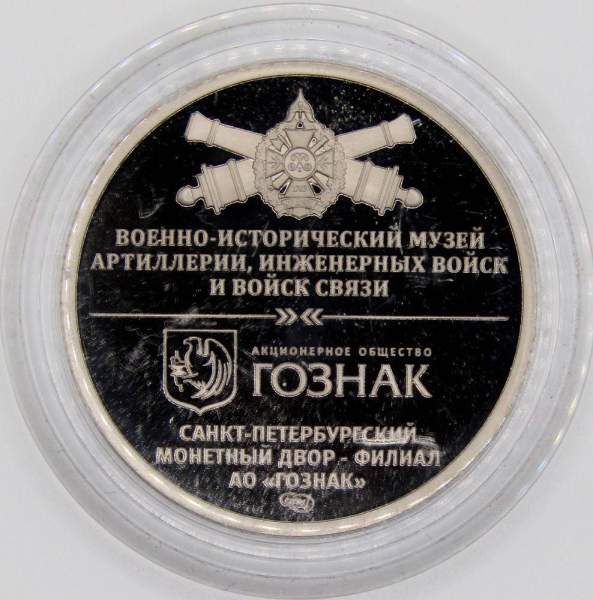 ВОЕННО-ИСТОРИЧЕСКИЙ МУЗЕЙ
АРТИЛЛЕРИИ, ИНЖЕНЕРНЫХ ВОЙСК
И ВОЙСК СВЯЗИ
АКЦИОНЕРНОЕ ОБЩЕСТВО
ГОЗНАК
САНКТ-ПЕТЕРБУРГСКИЙ
МОНЕТНЫЙ ДВОР - ФИЛИАЛ
АО «ГОЗНАК»